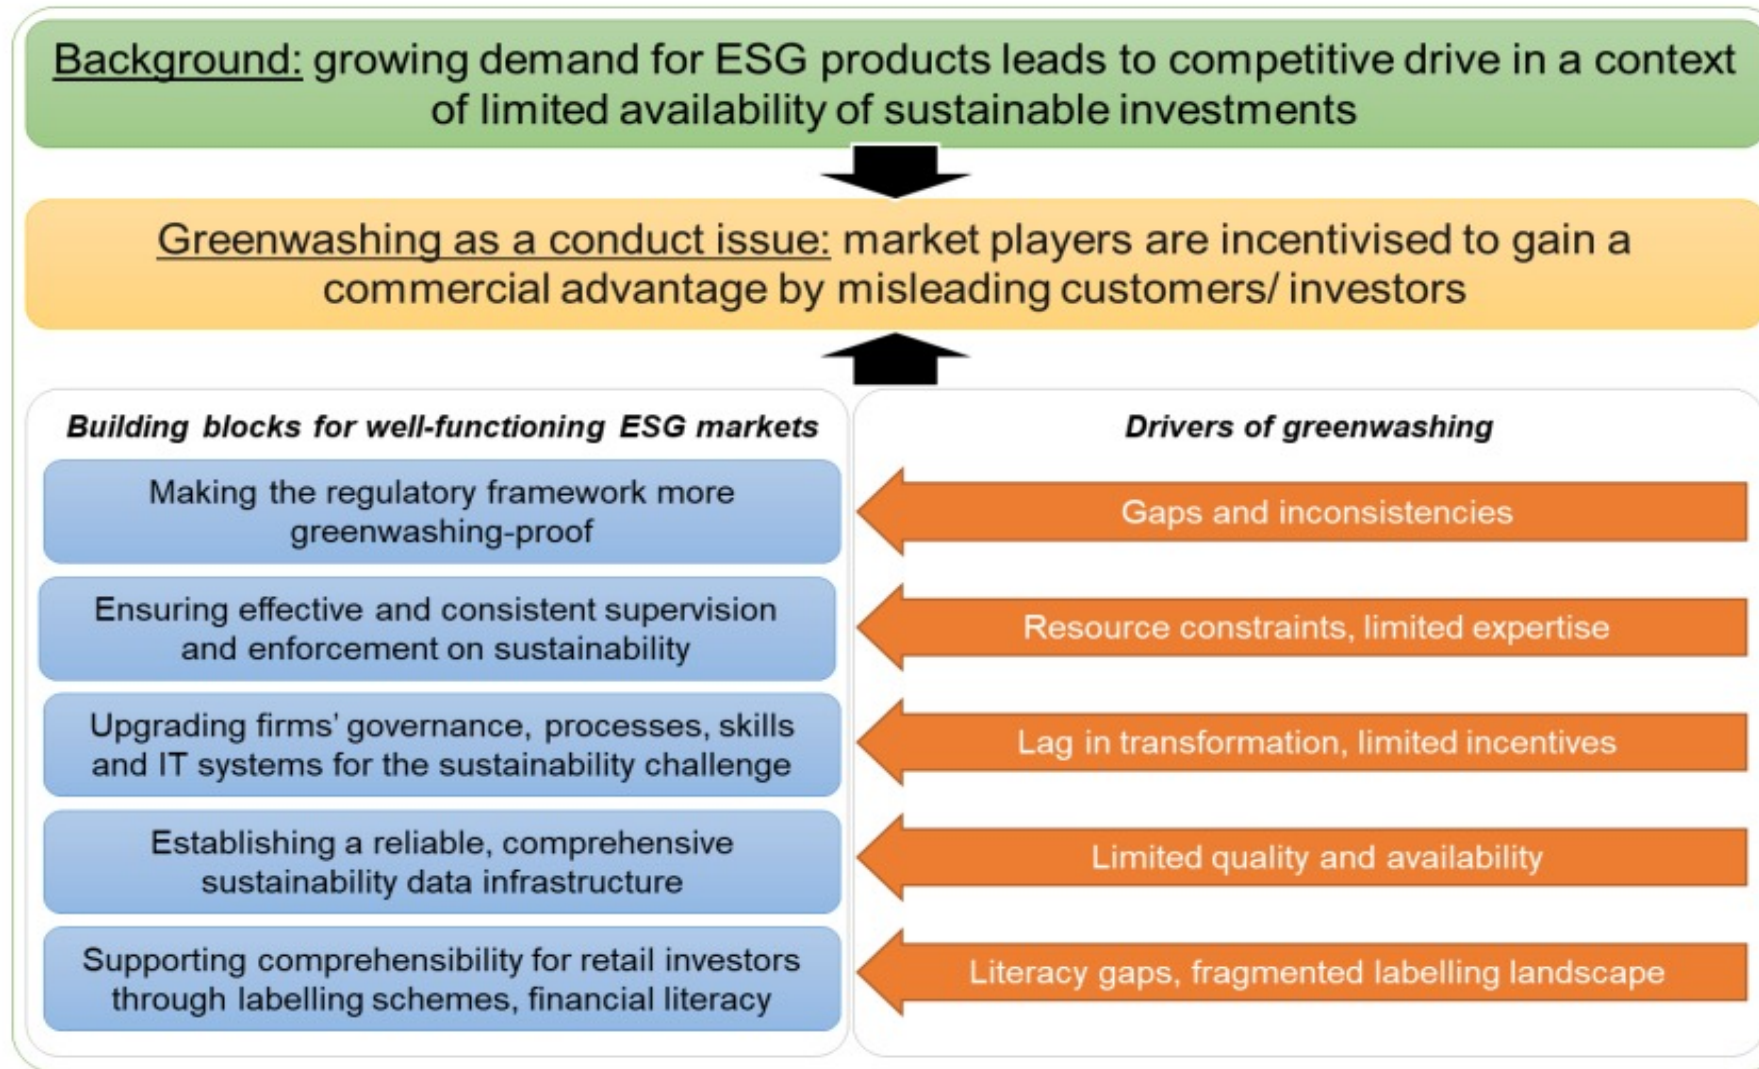 Background: growing demand for ESG products leads to competitive drive in a context
of limited availability of sustainable investments
Greenwashing as a conduct issue: market players are incentivised to gain a
commercial advantage by misleading customers/ investors
Building blocks for well-functioning ESG markets
Drivers of greenwashing
Making the regulatory framework more
greenwashing-proof
Gaps and inconsistencies
Ensuring effective and consistent supervision
and enforcement on sustainability
Resource constraints, limited expertise
Upgrading firms' governance, processes, skills
and IT systems for the sustainability challenge
Lag in transformation, limited incentives
Establishing a reliable, comprehensive
sustainability data infrastructure
Limited quality and availability
Supporting comprehensibility for retail investors
through labelling schemes, financial literacy
Literacy gaps, fragmented labelling landscape